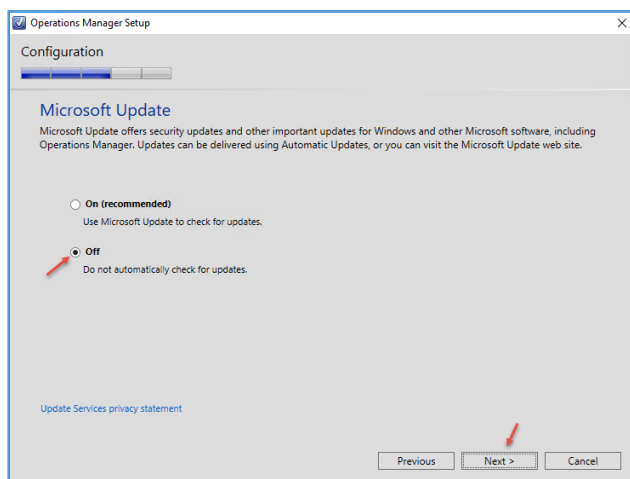 Operations Manager Setup
Configuration
Microsoft Update
Microsoft Update offers security updates and other important updates for Windows and other Microsoft software, including
Operations Manager. Updates can be delivered using Automatic Updates, or you can visit the Microsoft Update web site.
On (recommended)
Use Microsoft Update to check for updates.
Off
Do not automatically check for updates.
Update Services privacy statement
Previous Next > Cancel